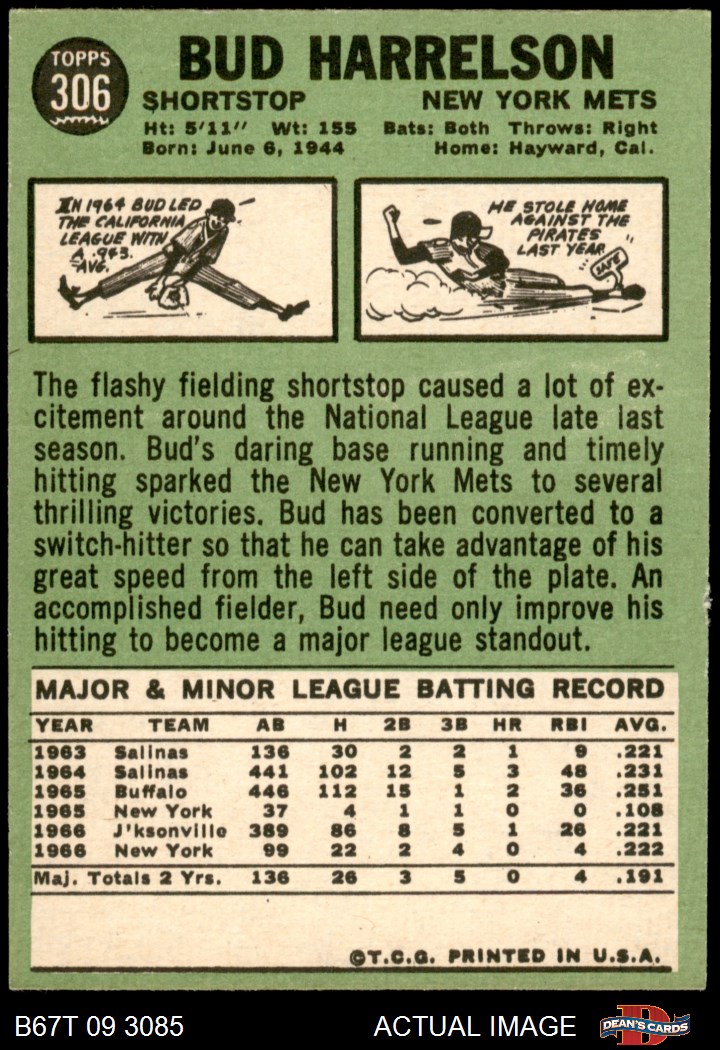 TOPPS
306
BUD HARRELSON
SHORTSTOP NEW YORK METS
Ht: 5'11" Wt: 155 Bats: Both Throws: Right
Born: June 6, 1944 Home: Hayward, Cal.
IN 1964 BUD LED
THE CALIFORNIA
LEAGUE WITH
A .943.
AVG.
HE STOLE HOME
AGAINST THE
PIRATES
LAST YEAR
SAFE
The flashy fielding shortstop caused a lot of ex-
citement around the National League late last
season. Bud's daring base running and timely
hitting sparked the New York Mets to several
thrilling victories. Bud has been converted to a
switch-hitter so that he can take advantage of his
great speed from the left side of the plate. An
accomplished fielder, Bud need only improve his
hitting to become a major league standout.
MAJOR & MINOR LEAGUE BATTING RECORD
YEAR TEAM AB H 2B 3B HR RBI AVG.
1963 Salinas 136 30 2 2 1 9 .221
1964 Salinas 441 102 12 5 3 48 .231
1965 Buffalo 446 112 15 1 2 36 .251
1965 New York 37 4 1 1 0 0 .108
1966 J'ksonville 389 86 8 5 1 26 .221
1966 New York 99 22 2 4 0 4 .222
Maj. Totals 2 Yrs. 136 26 3 5 0 4 .191
©T.C.G. PRINTED IN U.S.A.
B67T 09 3085 ACTUAL IMAGE D DEAN'S CARDS